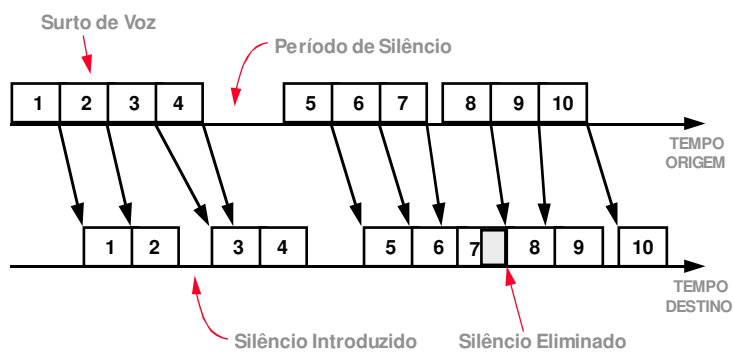 Surto de Voz
Período de Silêncio
1 2 3 4 5 6 7 8 9 10
TEMPO
ORIGEM
1 2 3 4 5 6 7 8 9 10
TEMPO
DESTINO
Silêncio Introduzido
Silêncio Eliminado